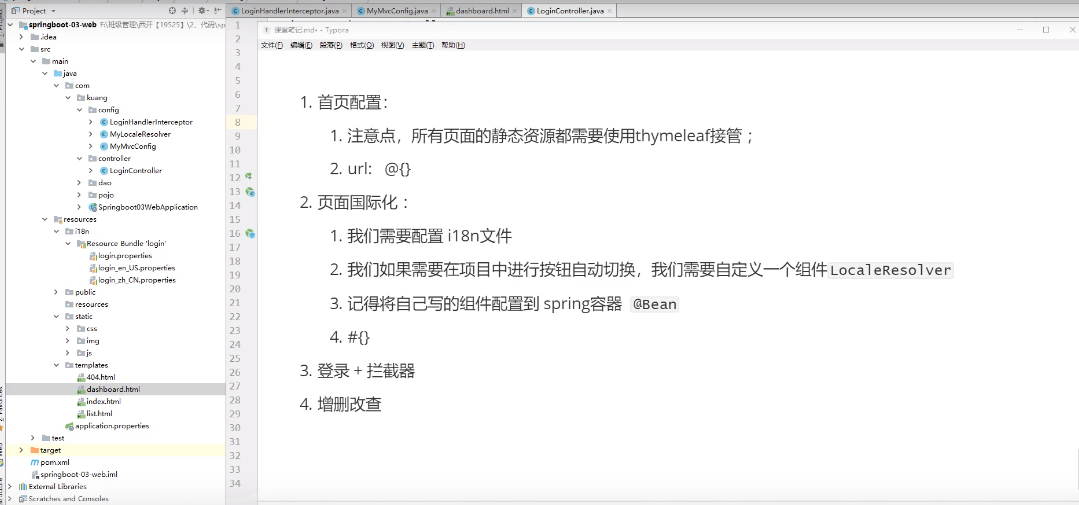 Project
LoginHandlerInterceptor.java
MyMvcConfig.java
dashboard.html
LoginController.java
springboot-03-web
.idea
src
main
java
com
kuang
config
LoginHandlerInterceptor
MyLocaleResolver
MyMvcConfig
controller
LoginController
dao
pojo
Springboot03WebApplication
resources
i18n
Resource Bundle 'login'
login.properties
login_en_US.properties
login_zh_CN.properties
public
resources
static
css
img
js
templates
404.html
dashboard.html
index.html
list.html
application.properties
test
target
pom.xml
springboot-03-web.iml
External Libraries
Scratches and Consoles
1
2
3
4
5
6
7
8
9
10
11
12
13
14
15
16
17
18
19
20
21
22
23
24
25
26
27
28
29
30
31
32
33
34
课堂笔记.md• - Typora
文件(F) 编辑(E) 段落(P) 格式(O) 视图(V) 主题(T) 帮助(H)
1. 首页配置：
1. 注意点，所有页面的静态资源都需要使用thymeleaf接管；
2. url: @{}
2. 页面国际化：
1. 我们需要配置 i18n文件
2. 我们如果需要在项目中进行按钮自动切换，我们需要自定义一个组件LocaleResolver
3. 记得将自己写的组件配置到 spring容器 @Bean
4. #{}
3. 登录 + 拦截器
4. 增删改查